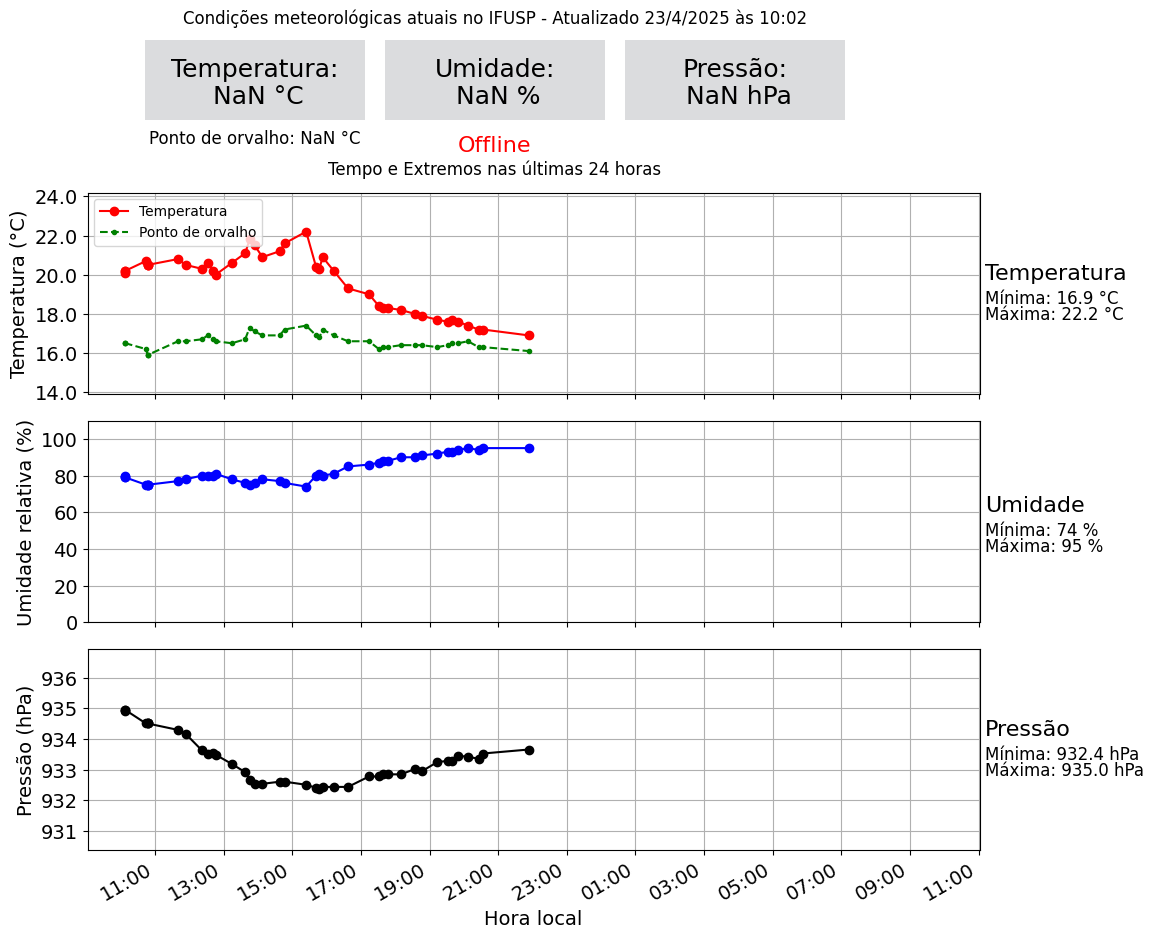 Condições meteorológicas atuais no IFUSP - Atualizado 23/4/2025 às 10:02
Temperatura:
NaN °C
Umidade:
NaN %
Pressão:
NaN hPa
Ponto de orvalho: NaN °C
Offline
Tempo e Extremos nas últimas 24 horas
Temperatura (°C)
24.0
22.0
20.0
18.0
16.0
14.0
Temperatura
Ponto de orvalho
Temperatura
Mínima: 16.9 °C
Máxima: 22.2 °C
Umidade relativa (%)
100
80
60
40
20
0
Umidade
Mínima: 74 %
Máxima: 95 %
Pressão (hPa)
936
935
934
933
932
931
Pressão
Mínima: 932.4 hPa
Máxima: 935.0 hPa
11:00 13:00 15:00 17:00 19:00 21:00 23:00 01:00 03:00 05:00 07:00 09:00 11:00
Hora local